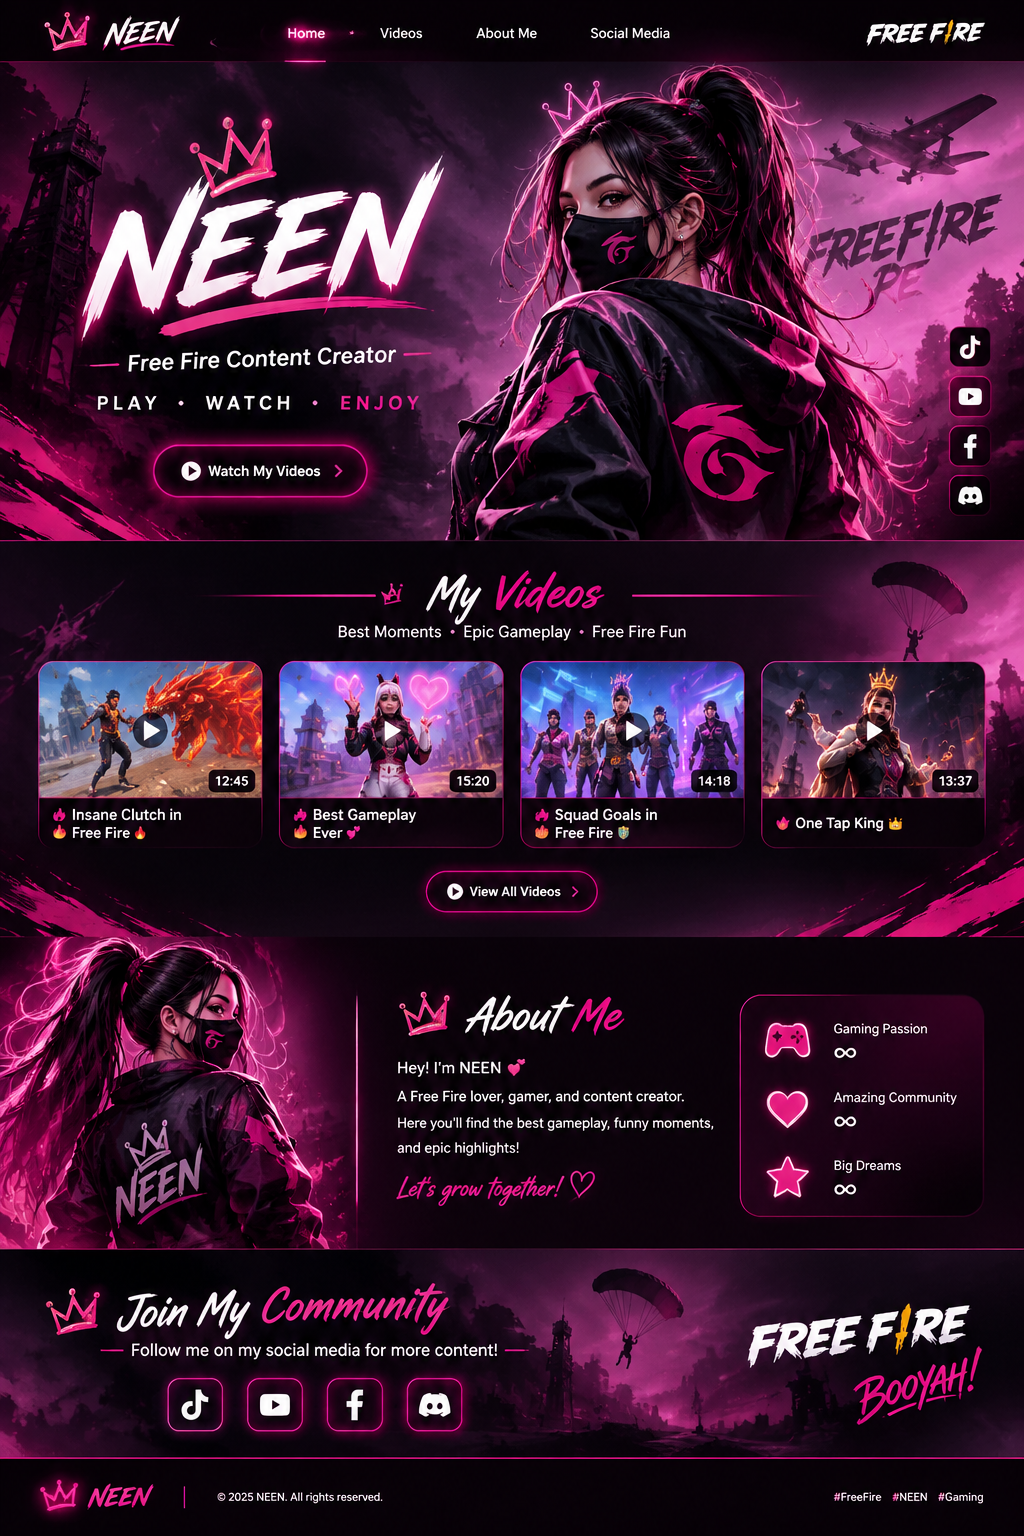 NEEN
Home
Videos
About Me
Social Media
FREE FIRE
NEEN
Free Fire Content Creator
PLAY • WATCH • ENJOY
Watch My Videos
FREEFIRE
PE
My Videos
Best Moments • Epic Gameplay • Free Fire Fun
12:45
15:20
14:18
13:37
Insane Clutch in
Free Fire
Best Gameplay
Ever
Squad Goals in
Free Fire
One Tap King
View All Videos
About Me
Hey! I'm NEEN
A Free Fire lover, gamer, and content creator.
Here you'll find the best gameplay, funny moments,
and epic highlights!
Let's grow together!
NEEN
Gaming Passion
∞
Amazing Community
∞
Big Dreams
∞
Join My Community
Follow me on my social media for more content!
FREE FIRE
BOOYAH!
NEEN
© 2025 NEEN. All rights reserved.
#FreeFire #NEEN #Gaming